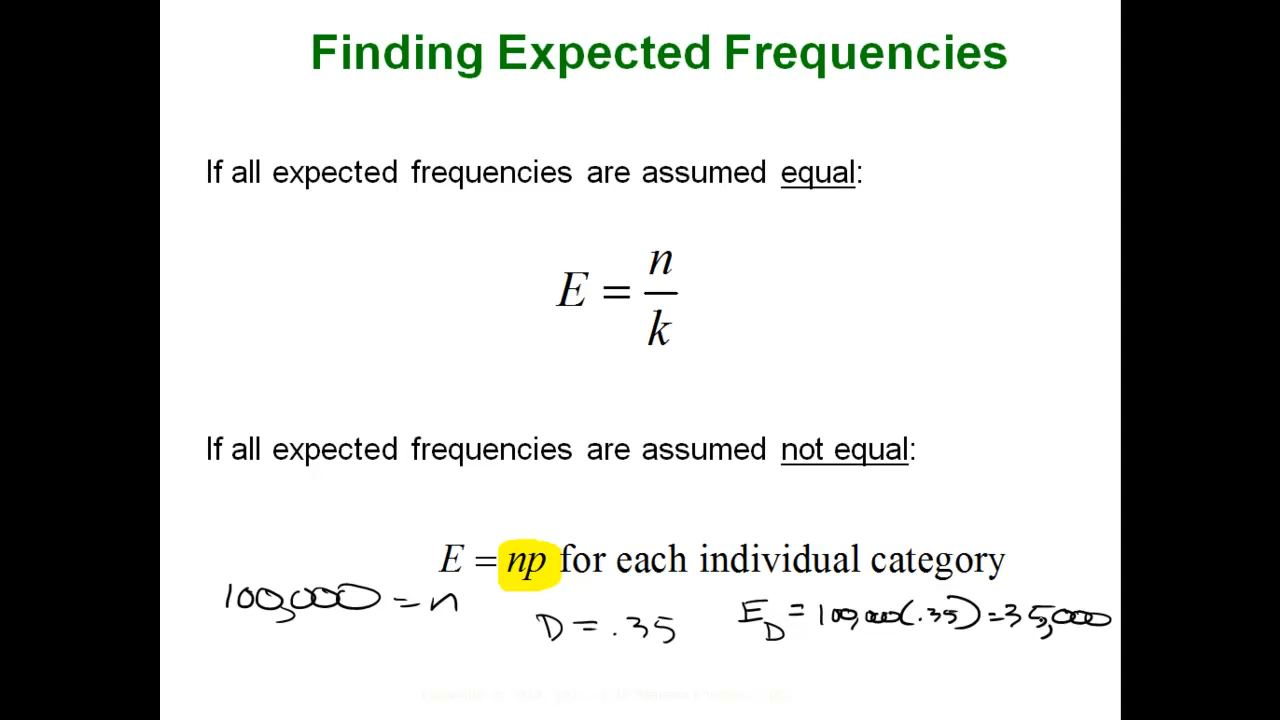 Finding Expected Frequencies
If all expected frequencies are assumed equal:
E = n/k
If all expected frequencies are assumed not equal:
E = np for each individual category
100,000 = n
D = .35
E_D = 100,000(.35) = 35,000